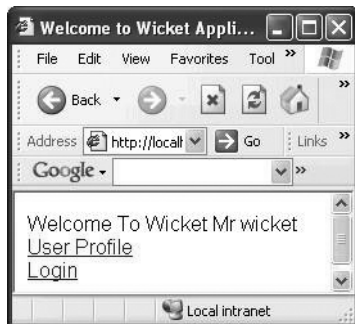 Welcome to Wicket Appli...
File Edit View Favorites Tool »
Back »
Address http://locall Go Links »
Google »
Welcome To Wicket Mr wicket
User Profile
Login
Local intranet